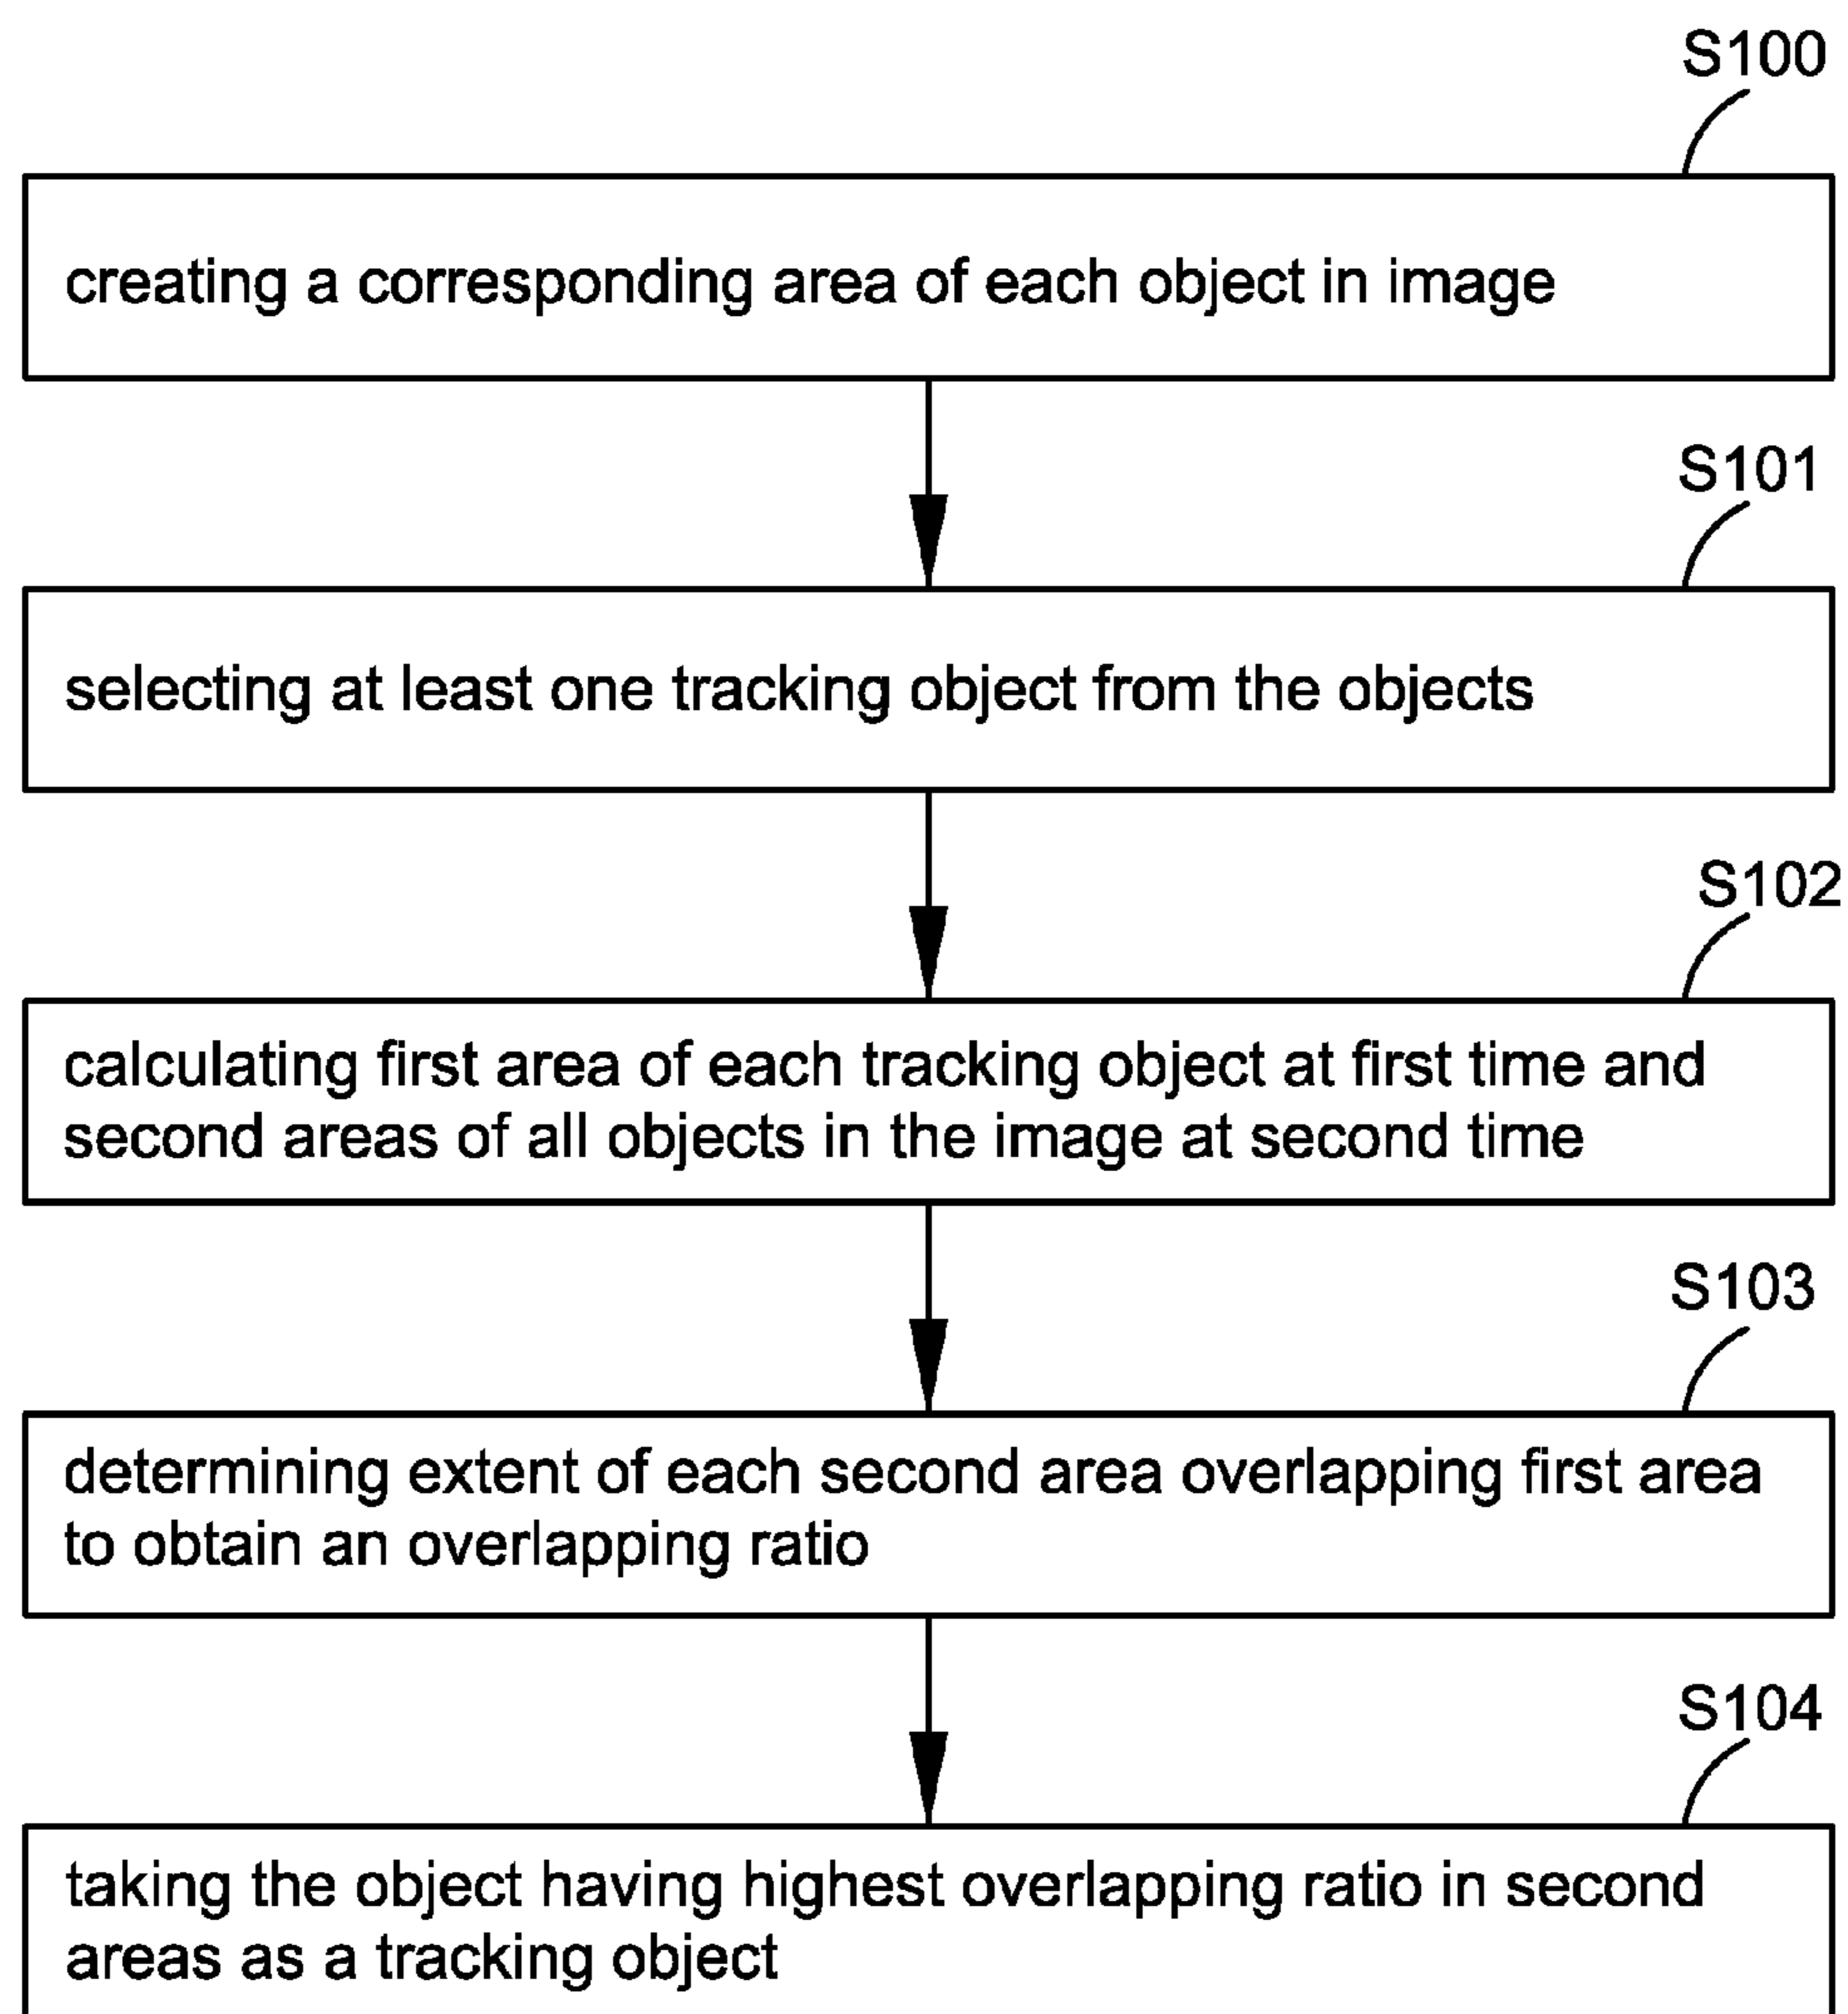 S100
creating a corresponding area of each object in image
S101
selecting at least one tracking object from the objects
S102
calculating first area of each tracking object at first time and
second areas of all objects in the image at second time
S103
determining extent of each second area overlapping first area
to obtain an overlapping ratio
S104
taking the object having highest overlapping ratio in second
areas as a tracking object